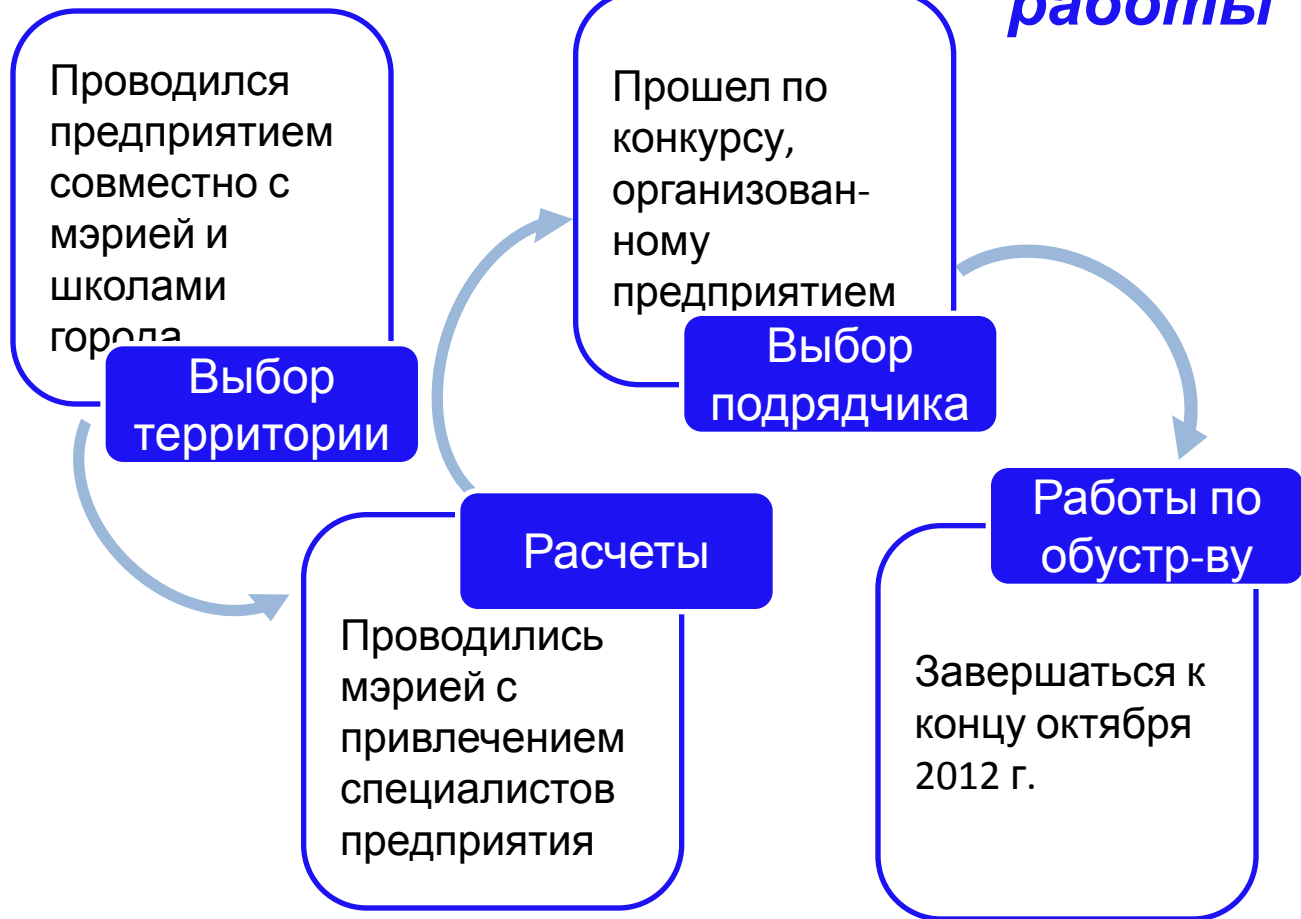 работы
Проводился
предприятием
совместно с
мэрией и
школами
города
Выбор
территории
Расчеты
Проводились
мэрией с
привлечением
специалистов
предприятия
Прошел по
конкурсу,
организован-
ному
предприятием
Выбор
подрядчика
Работы по
обустр-ву
Завершаться к
концу октября
2012 г.